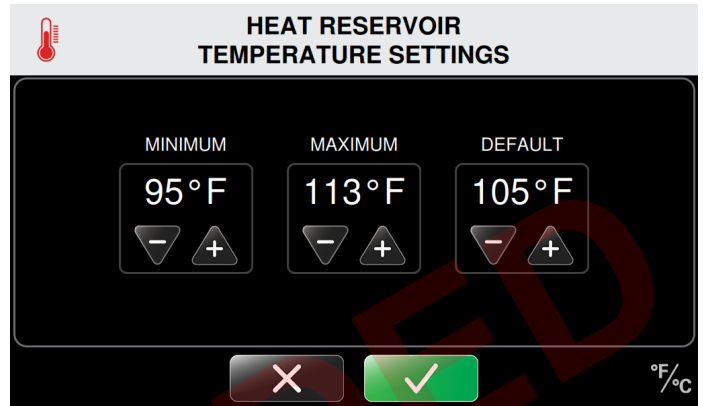 HEAT RESERVOIR
TEMPERATURE SETTINGS
MINIMUM MAXIMUM DEFAULT
95°F 113°F 105°F
− + − + − +
°F/°C